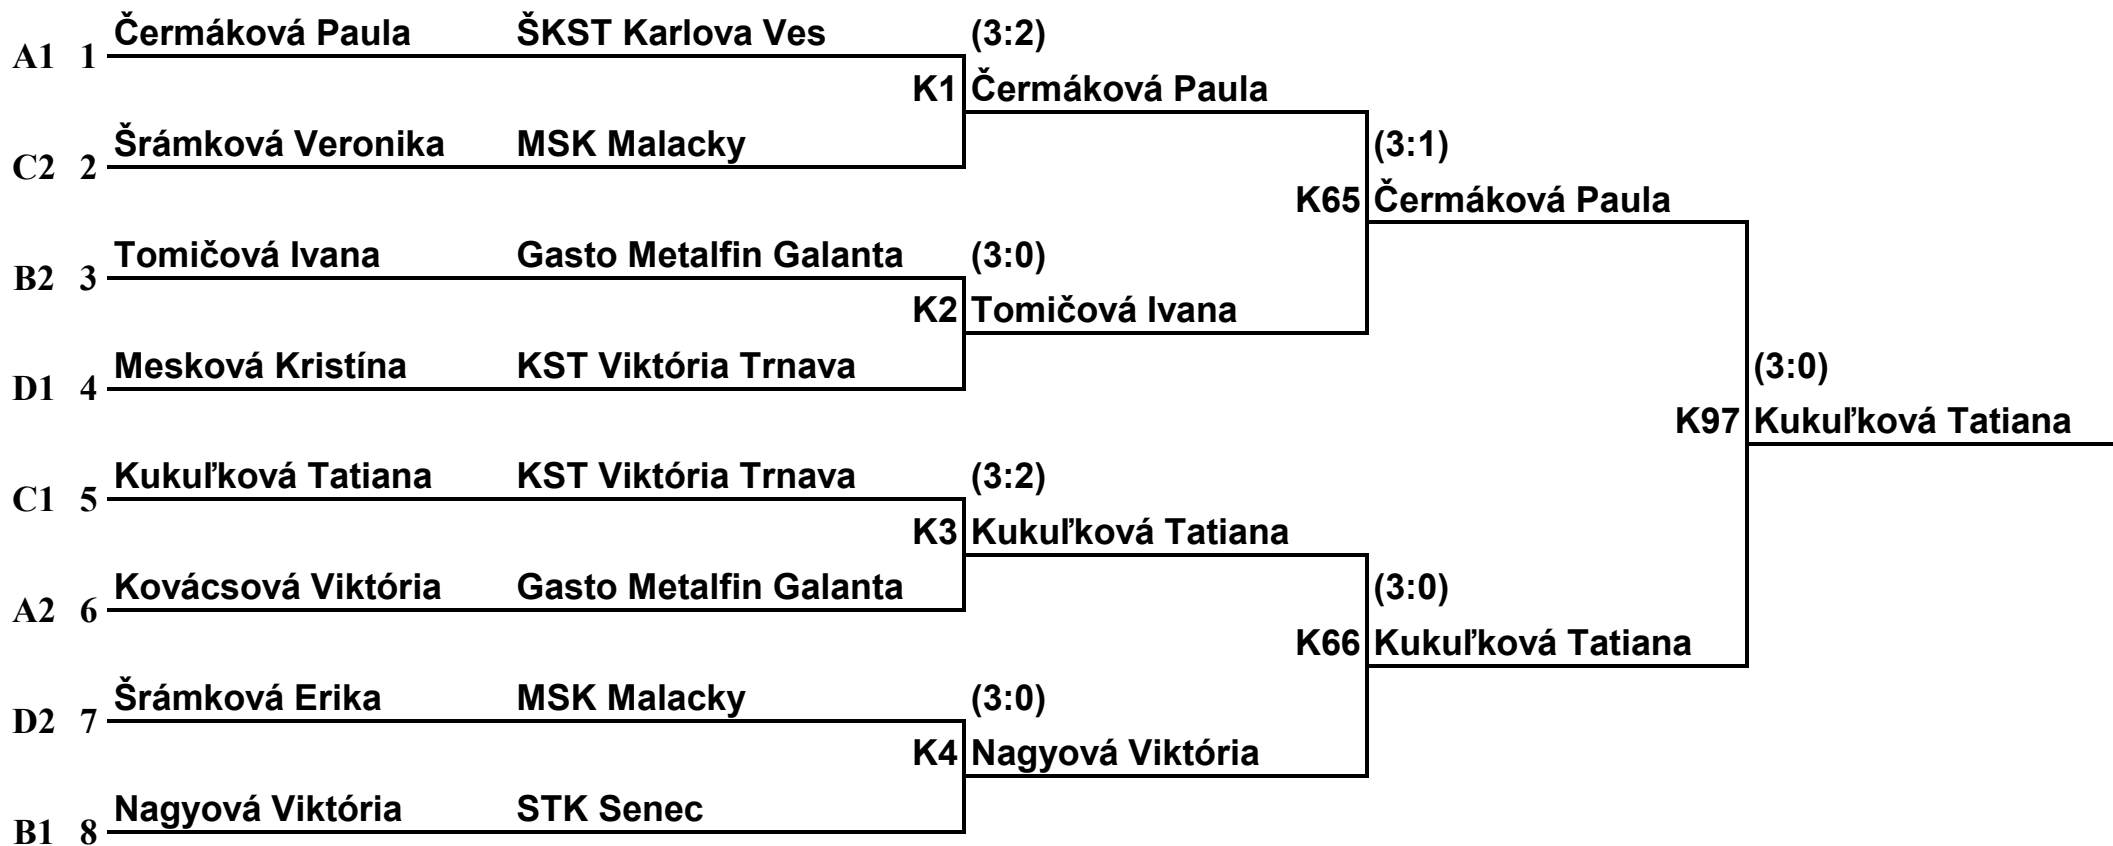 Čermáková Paula ŠKST Karlova Ves (3:2)
A1 1
K1 Čermáková Paula
Šrámková Veronika MSK Malacky (3:1)
C2 2
K65 Čermáková Paula
Tomičová Ivana Gasto Metalfin Galanta (3:0)
B2 3
K2 Tomičová Ivana
Mesková Kristína KST Viktória Trnava (3:0)
D1 4
K97 Kukuľková Tatiana
Kukuľková Tatiana KST Viktória Trnava (3:2)
C1 5
K3 Kukuľková Tatiana
Kovácsová Viktória Gasto Metalfin Galanta (3:0)
A2 6
K66 Kukuľková Tatiana
Šrámková Erika MSK Malacky (3:0)
D2 7
K4 Nagyová Viktória
Nagyová Viktória STK Senec
B1 8